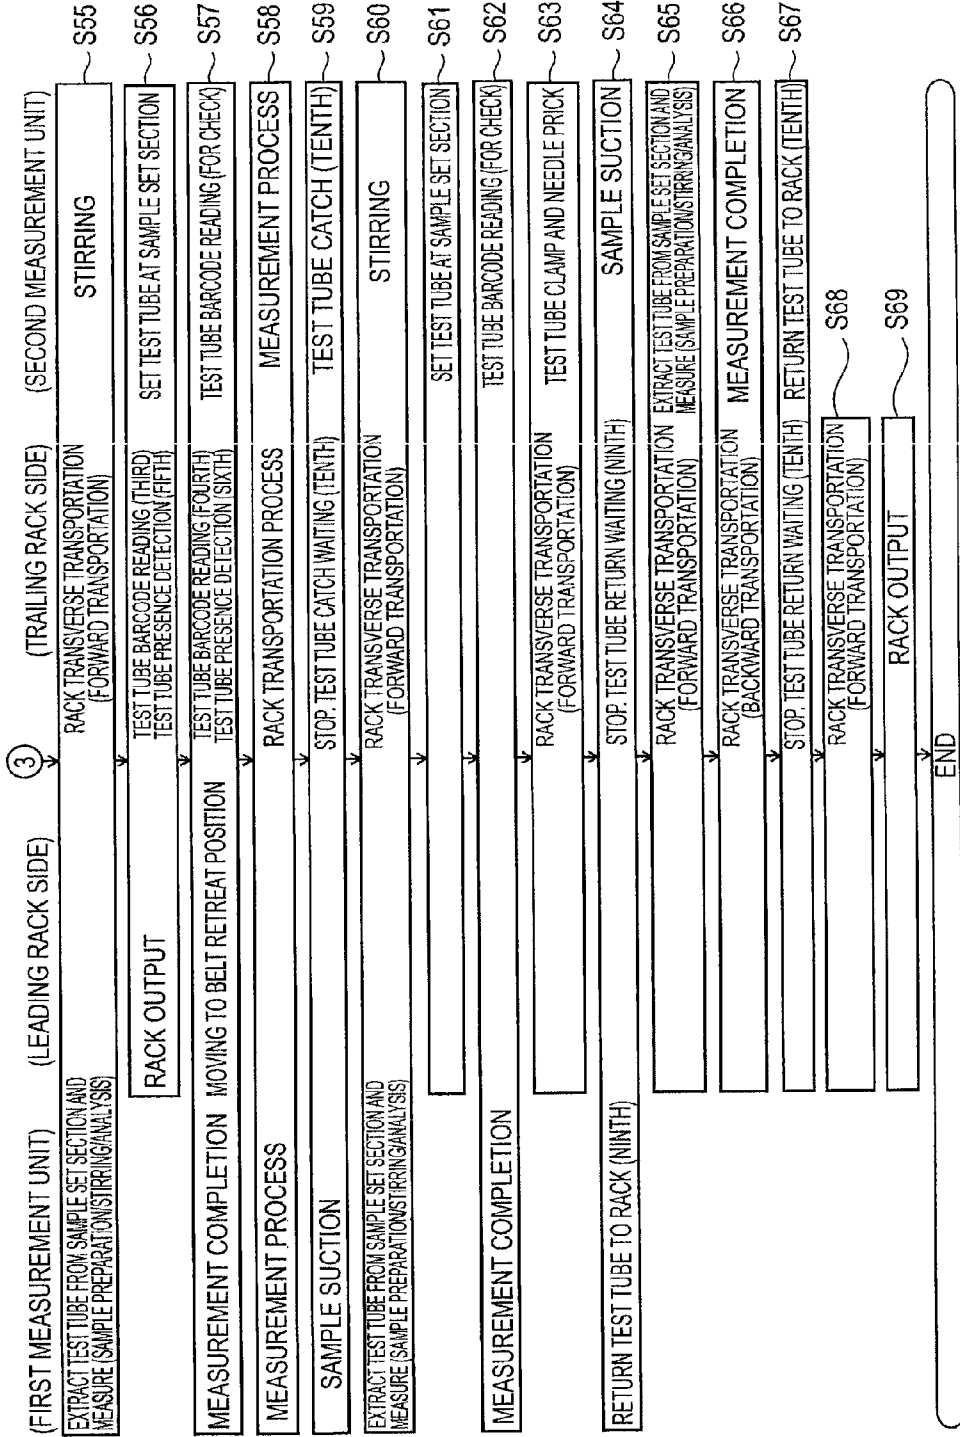 (FIRST MEASUREMENT UNIT)
(LEADING RACK SIDE)
3
(TRAILING RACK SIDE)
(SECOND MEASUREMENT UNIT)
EXTRACT TEST TUBE FROM SAMPLE SET SECTION AND
MEASURE (SAMPLE PREPARATION/STIRRING/ANALYSIS)
RACK TRANSVERSE TRANSPORTATION
(FORWARD TRANSPORTATION)
STIRRING
S55
RACK OUTPUT
TEST TUBE BARCODE READING (THIRD)
TEST TUBE PRESENCE DETECTION (FIFTH)
SET TEST TUBE AT SAMPLE SET SECTION
S56
MEASUREMENT COMPLETION
MOVING TO BELT RETREAT POSITION
TEST TUBE BARCODE READING (FOURTH)
TEST TUBE PRESENCE DETECTION (SIXTH)
TEST TUBE BARCODE READING (FOR CHECK)
S57
MEASUREMENT PROCESS
RACK TRANSPORTATION PROCESS
MEASUREMENT PROCESS
S58
SAMPLE SUCTION
STOP, TEST TUBE CATCH WAITING (TENTH)
TEST TUBE CATCH (TENTH)
S59
EXTRACT TEST TUBE FROM SAMPLE SET SECTION AND
MEASURE (SAMPLE PREPARATION/STIRRING/ANALYSIS)
RACK TRANSVERSE TRANSPORTATION
(FORWARD TRANSPORTATION)
STIRRING
S60
SET TEST TUBE AT SAMPLE SET SECTION
S61
MEASUREMENT COMPLETION
TEST TUBE BARCODE READING (FOR CHECK)
S62
RACK TRANSVERSE TRANSPORTATION
(FORWARD TRANSPORTATION)
TEST TUBE CLAMP AND NEEDLE PRICK
S63
RETURN TEST TUBE TO RACK (NINTH)
STOP, TEST TUBE RETURN WAITING (NINTH)
SAMPLE SUCTION
S64
RACK TRANSVERSE TRANSPORTATION
(FORWARD TRANSPORTATION)
EXTRACT TEST TUBE FROM SAMPLE SET SECTION AND
MEASURE (SAMPLE PREPARATION/STIRRING/ANALYSIS)
S65
RACK TRANSVERSE TRANSPORTATION
(BACKWARD TRANSPORTATION)
MEASUREMENT COMPLETION
S66
STOP, TEST TUBE RETURN WAITING (TENTH)
RETURN TEST TUBE TO RACK (TENTH)
S67
RACK TRANSVERSE TRANSPORTATION
(FORWARD TRANSPORTATION)
S68
RACK OUTPUT
S69
END